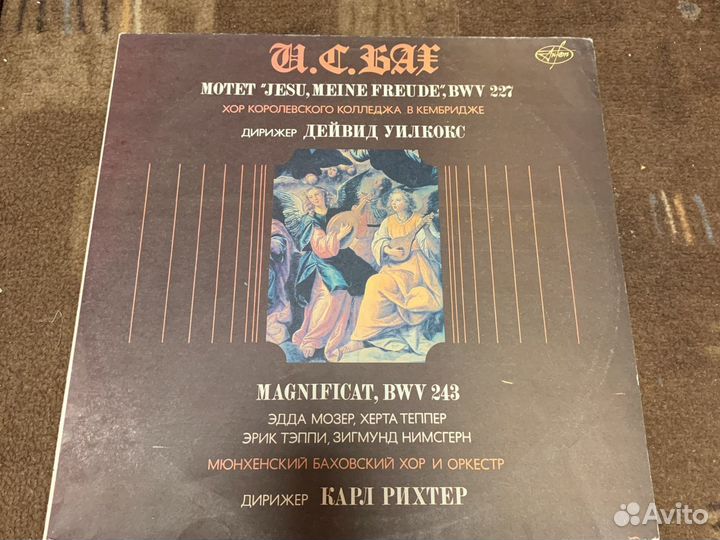 И.С.БАХ
МОТЕТ "JESU, MEINE FREUDE", BWV 227
ХОР КОРОЛЕВСКОГО КОЛЛЕДЖА В КЕМБРИДЖЕ
ДИРИЖЕР ДЕЙВИД УИЛКОКС
MAGNIFICAT, BWV 243
ЭДДА МОЗЕР, ХЕРТА ТЕППЕР
ЭРИК ТЭППИ, ЗИГМУНД НИМСГЕРН
МЮНХЕНСКИЙ БАХОВСКИЙ ХОР И ОРКЕСТР
ДИРИЖЕР КАРЛ РИХТЕР
Avito